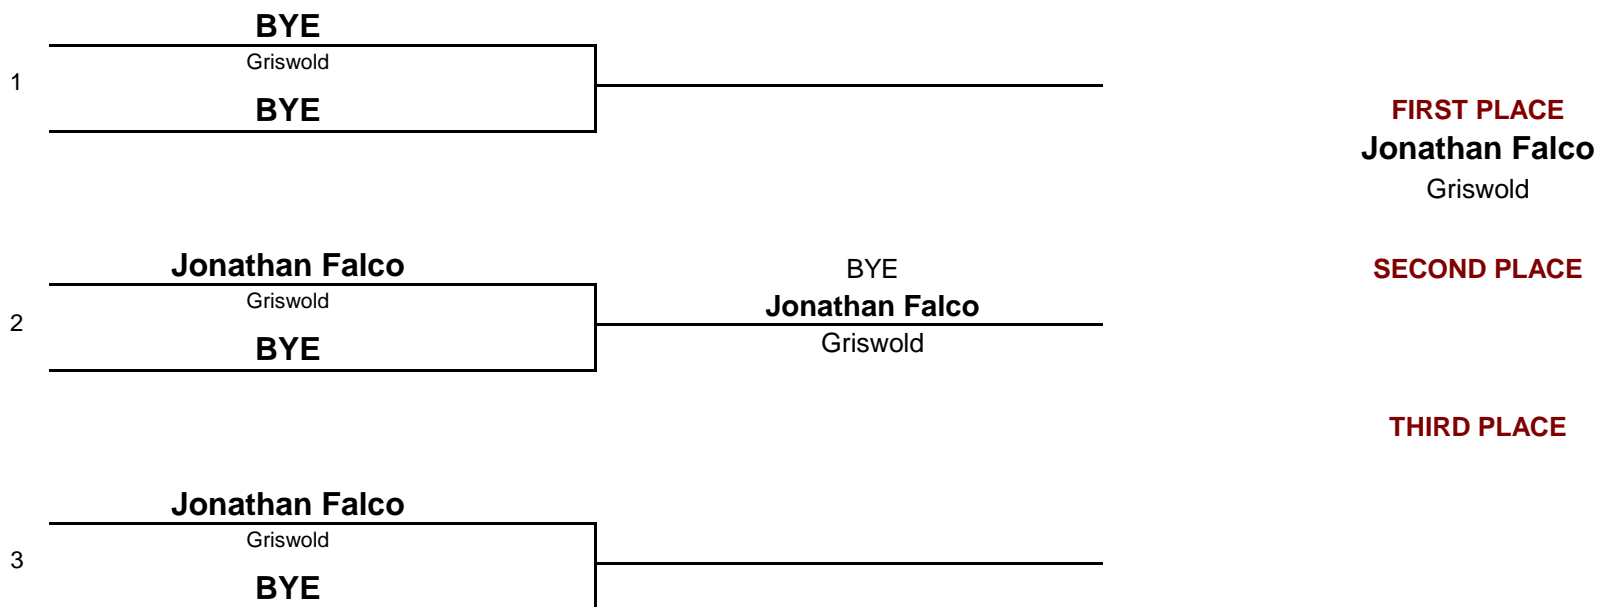 BYE
Griswold
1
BYE
FIRST PLACE
Jonathan Falco
Griswold
Jonathan Falco
BYE
SECOND PLACE
Griswold
Jonathan Falco
2
BYE
Griswold
THIRD PLACE
Jonathan Falco
Griswold
3
BYE